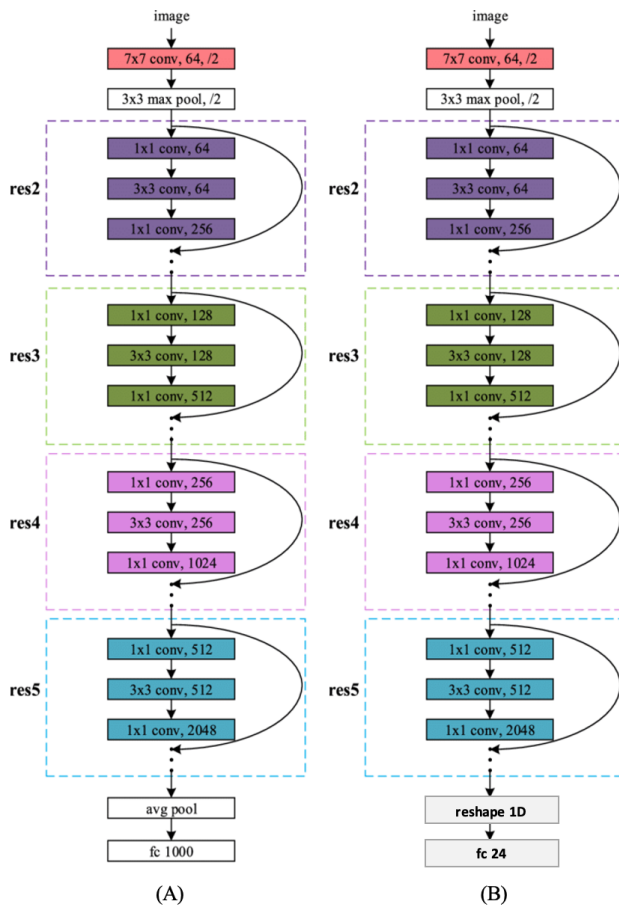 image
7x7 conv, 64, /2
3x3 max pool, /2
res2
1x1 conv, 64
3x3 conv, 64
1x1 conv, 256
res3
1x1 conv, 128
3x3 conv, 128
1x1 conv, 512
res4
1x1 conv, 256
3x3 conv, 256
1x1 conv, 1024
res5
1x1 conv, 512
3x3 conv, 512
1x1 conv, 2048
avg pool
fc 1000
(A)
image
7x7 conv, 64, /2
3x3 max pool, /2
res2
1x1 conv, 64
3x3 conv, 64
1x1 conv, 256
res3
1x1 conv, 128
3x3 conv, 128
1x1 conv, 512
res4
1x1 conv, 256
3x3 conv, 256
1x1 conv, 1024
res5
1x1 conv, 512
3x3 conv, 512
1x1 conv, 2048
reshape 1D
fc 24
(B)